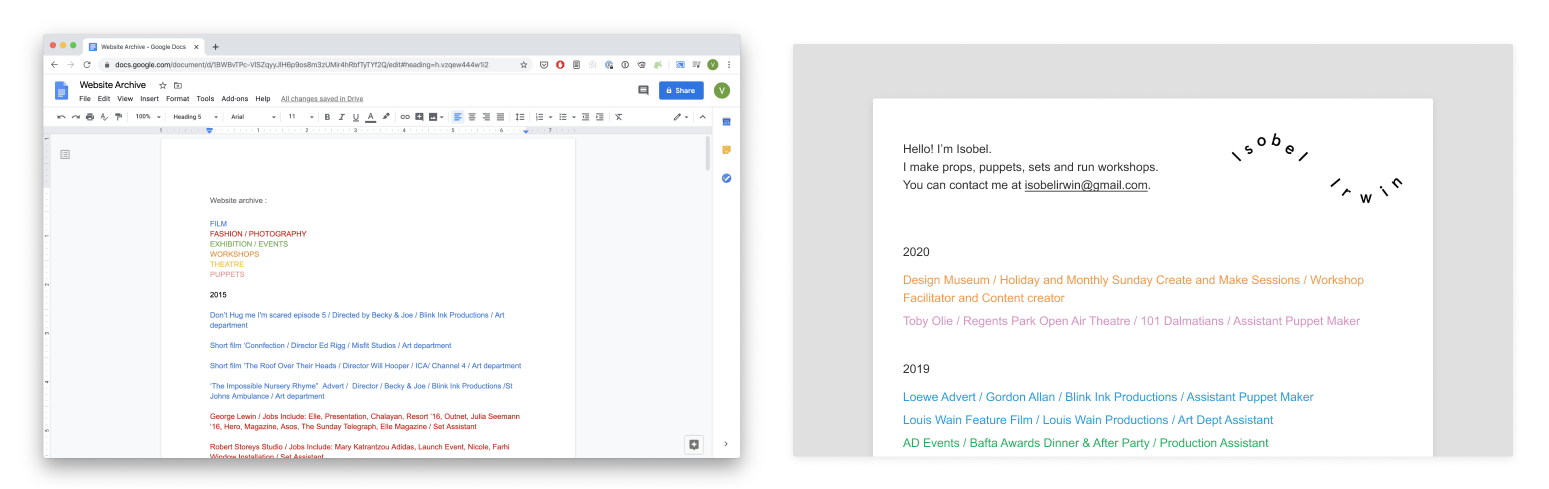 Website Archive - Google Docs
docs.google.com/document/d/1BWBvTPc-VlSZqyyJlH6p9os8m3zUMlr4hRbfTyTYf2Q/edit#heading=h.vzqew444w1i2
V
Website Archive
File Edit View Insert Format Tools Add-ons Help All changes saved in Drive
Share
V
100% Heading 5 Arial 11 B I U A
1 1 2 3 4 5 6 7
Website archive :
FILM
FASHION / PHOTOGRAPHY
EXHIBITION / EVENTS
WORKSHOPS
THEATRE
PUPPETS
2015
Don't Hug me I'm scared episode 5 / Directed by Becky & Joe / Blink Ink Productions / Art
department
Short film 'Connfection / Director Ed Rigg / Misfit Studios / Art department
Short film 'The Roof Over Their Heads / Director Will Hooper / ICA/ Channel 4 / Art department
'The Impossible Nursery Rhyme" Advert / Director / Becky & Joe / Blink Ink Productions /St
Johns Ambulance / Art department
George Lewin / Jobs Include: Elle, Presentation, Chalayan, Resort '16, Outnet, Julia Seemann
'16, Hero, Magazine, Asos, The Sunday Telegraph, Elle Magazine / Set Assistant
Robert Storeys Studio / Jobs Include: Mary Katrantzou Adidas, Launch Event, Nicole, Farhi
Window Installation / Set Assistant
Hello! I'm Isobel.
I make props, puppets, sets and run workshops.
You can contact me at isobelirwin@gmail.com.
Isobel Irwin
2020
Design Museum / Holiday and Monthly Sunday Create and Make Sessions / Workshop
Facilitator and Content creator
Toby Olie / Regents Park Open Air Theatre / 101 Dalmatians / Assistant Puppet Maker
2019
Loewe Advert / Gordon Allan / Blink Ink Productions / Assistant Puppet Maker
Louis Wain Feature Film / Louis Wain Productions / Art Dept Assistant
AD Events / Bafta Awards Dinner & After Party / Production Assistant